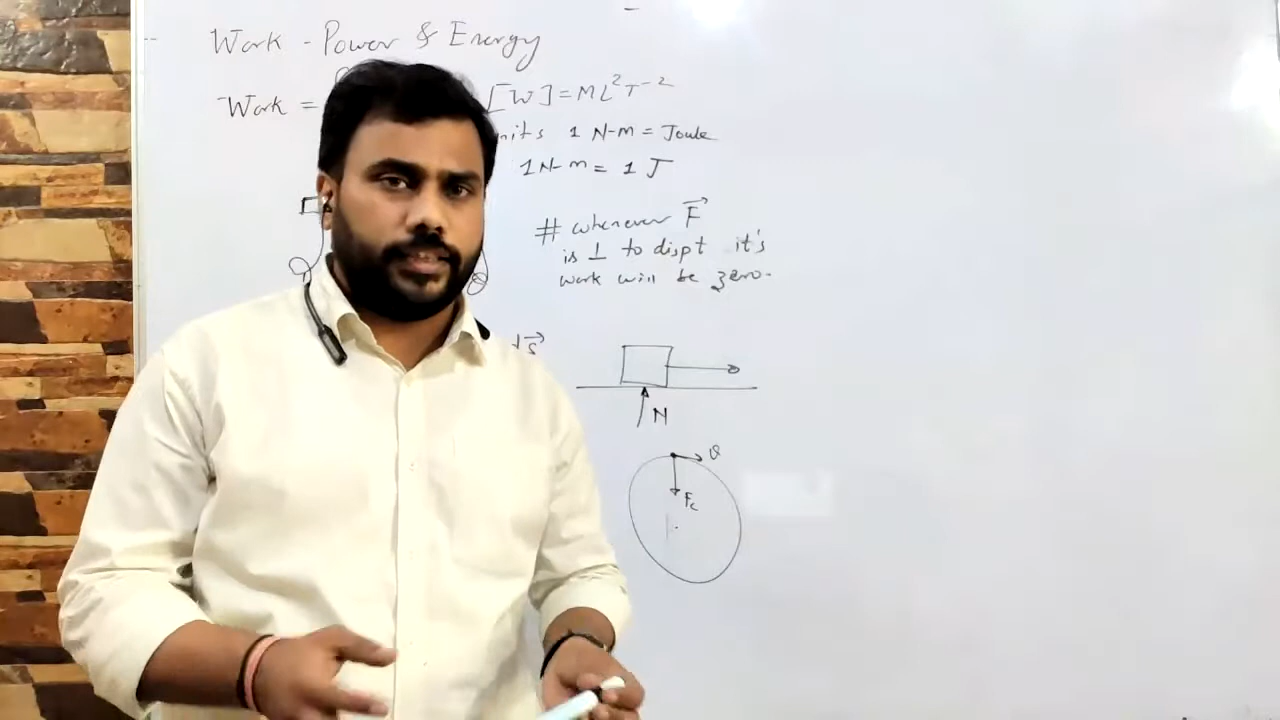 Work - Power & Energy
Work = [W] = ML²T⁻²
1 N-m = Joule
1 N-m = 1 J
# whenever F⃗
is ⊥ to dispt it's
work will be zero.
ds⃗
N
v
Fc